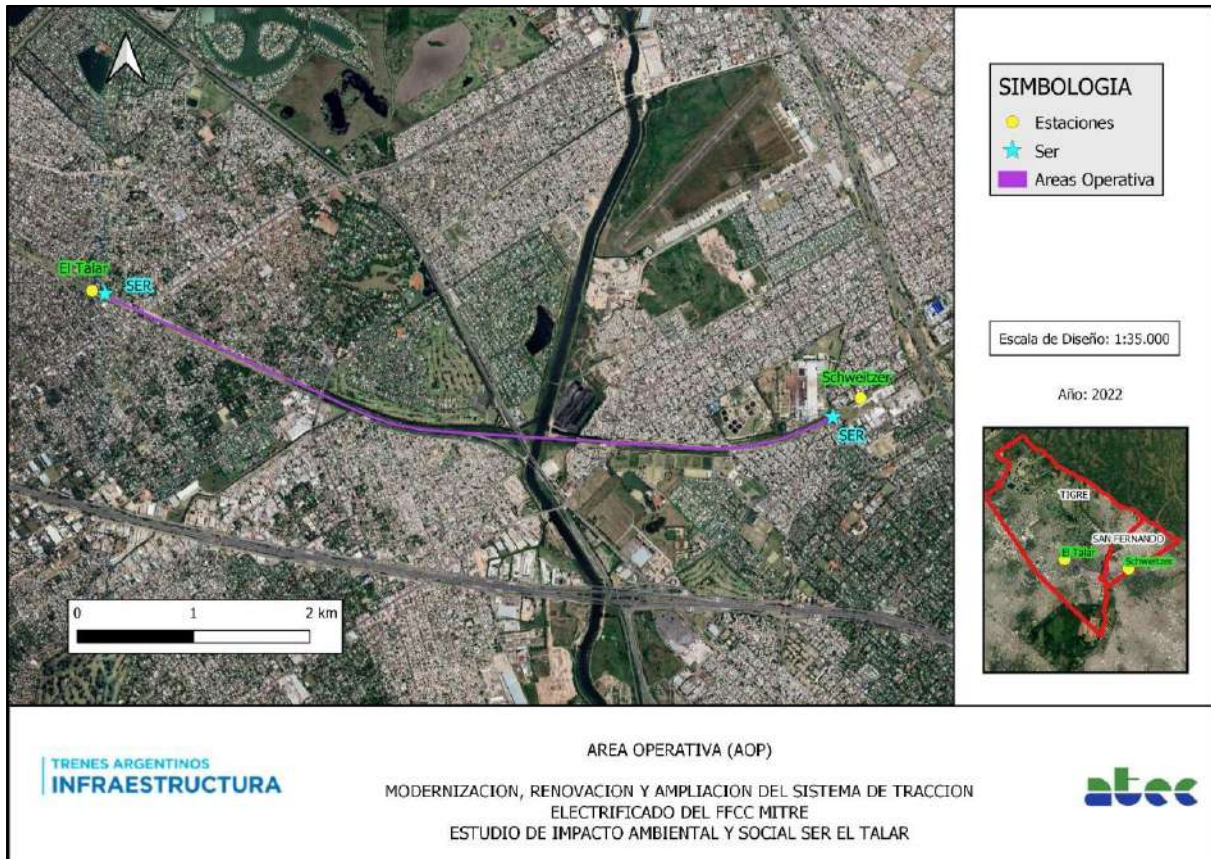 El Talar
SER
Schweitzer
SER
0 1 2 km
SIMBOLOGIA
Estaciones
Ser
Areas Operativa
Escala de Diseño: 1:35.000
Año: 2022
TIGRE
SAN FERNANDO
El Talar
Schweitzer
TRENES ARGENTINOS
INFRAESTRUCTURA
AREA OPERATIVA (AOP)
MODERNIZACION, RENOVACION Y AMPLIACION DEL SISTEMA DE TRACCION
ELECTRIFICADO DEL FFCC MITRE
ESTUDIO DE IMPACTO AMBIENTAL Y SOCIAL SER EL TALAR
atec